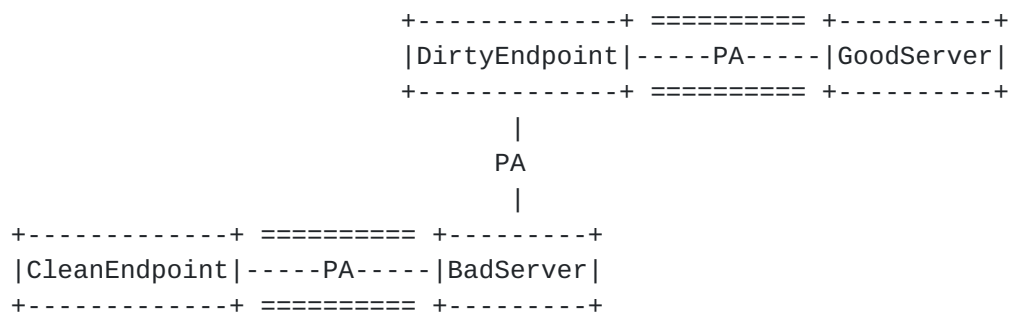 +-------------+ ========== +----------+
|DirtyEndpoint|-----PA-----|GoodServer|
+-------------+ ========== +----------+
|
PA
|
+-------------+ ========== +---------+
|CleanEndpoint|-----PA-----|BadServer|
+-------------+ ========== +---------+